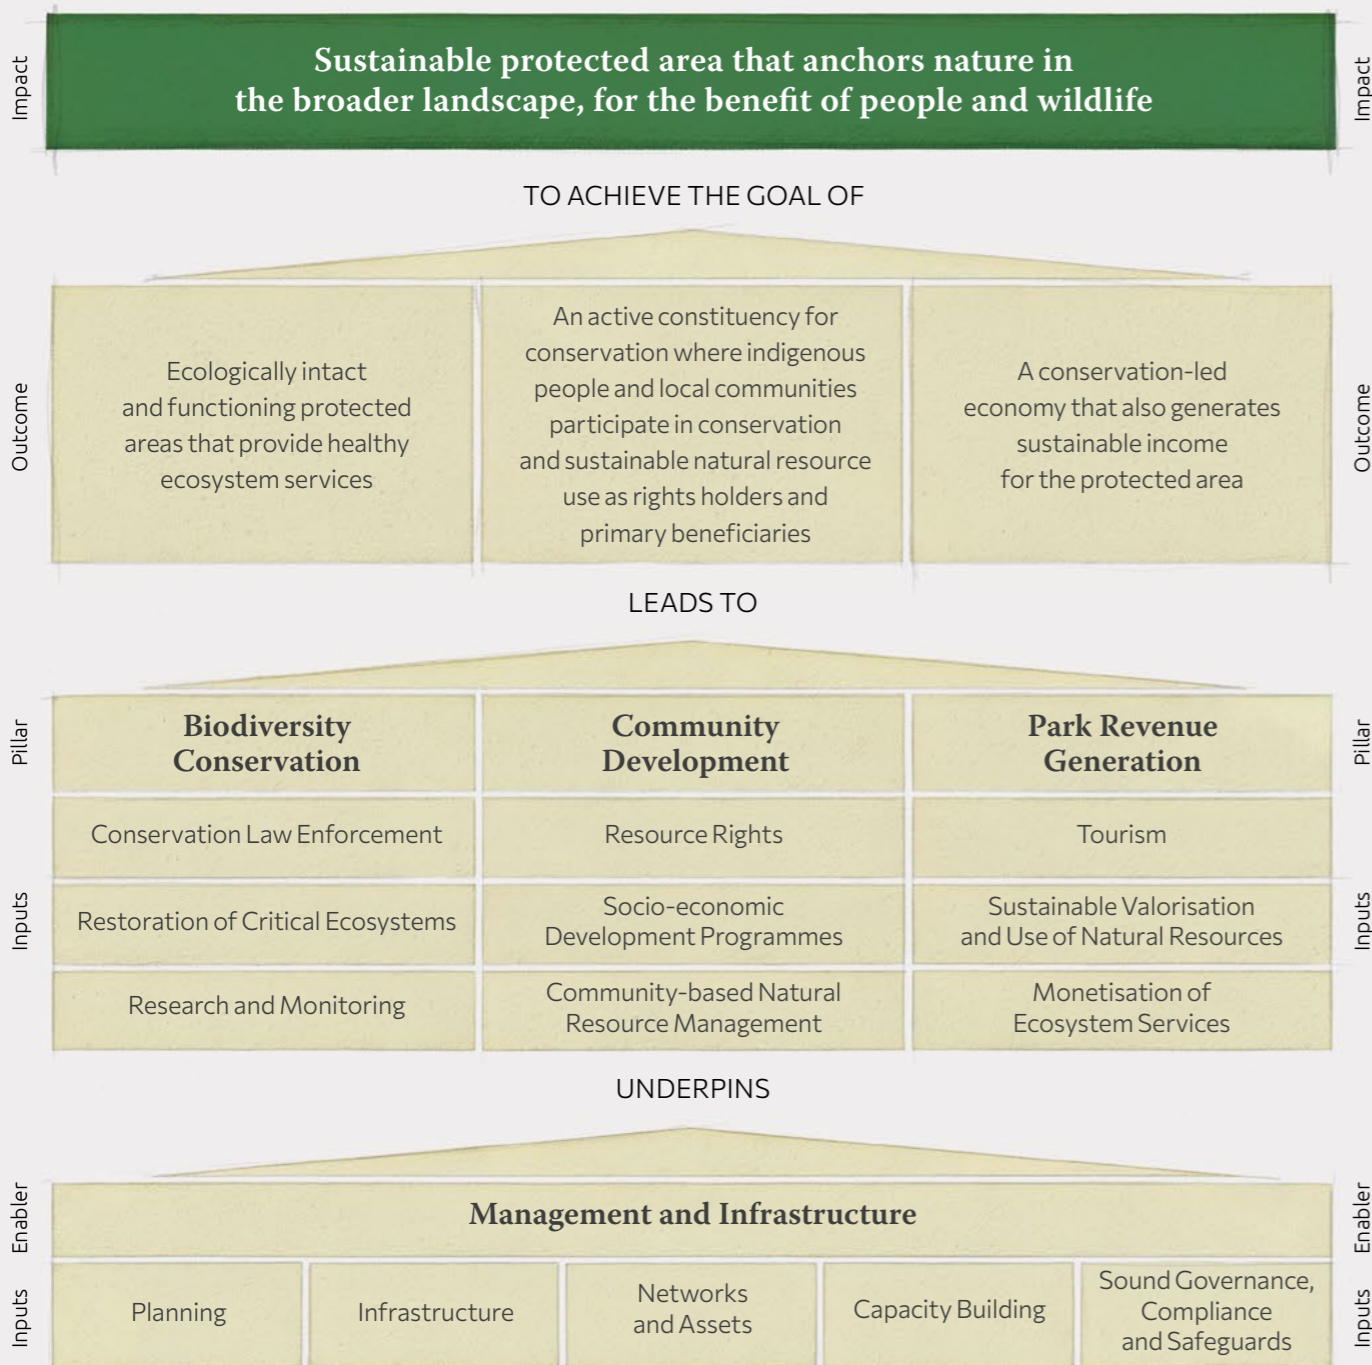 Impact
Sustainable protected area that anchors nature in
the broader landscape, for the benefit of people and wildlife
Impact
TO ACHIEVE THE GOAL OF
Outcome
Ecologically intact
and functioning protected
areas that provide healthy
ecosystem services
An active constituency for
conservation where indigenous
people and local communities
participate in conservation
and sustainable natural resource
use as rights holders and
primary beneficiaries
A conservation-led
economy that also generates
sustainable income
for the protected area
Outcome
LEADS TO
Pillar
Biodiversity
Conservation
Community
Development
Park Revenue
Generation
Pillar
Inputs
Conservation Law Enforcement
Resource Rights
Tourism
Restoration of Critical Ecosystems
Socio-economic
Development Programmes
Sustainable Valorisation
and Use of Natural Resources
Research and Monitoring
Community-based Natural
Resource Management
Monetisation of
Ecosystem Services
Inputs
UNDERPINS
Enabler
Management and Infrastructure
Enabler
Inputs
Planning
Infrastructure
Networks
and Assets
Capacity Building
Sound Governance,
Compliance
and Safeguards
Inputs